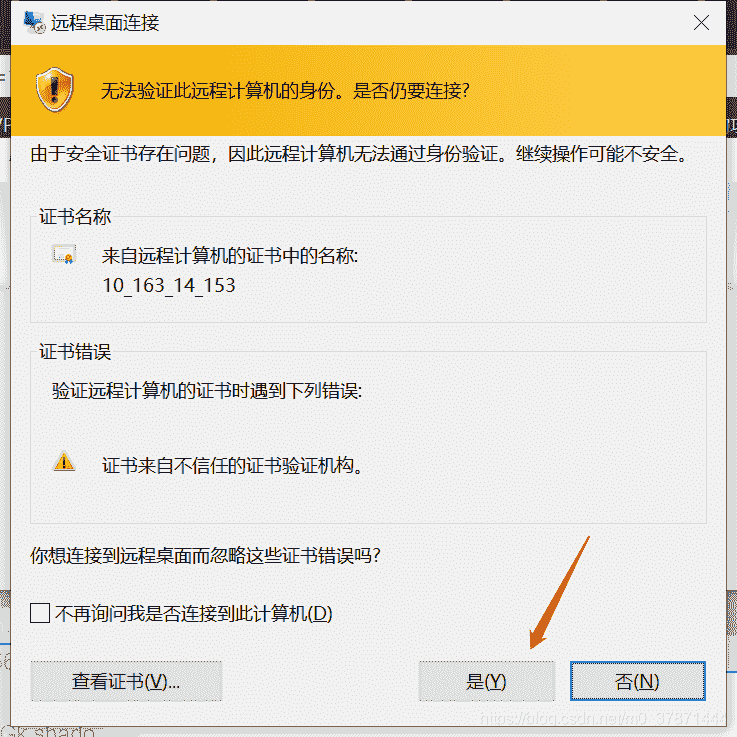 远程桌面连接
无法验证此远程计算机的身份。是否仍要连接?
由于安全证书存在问题，因此远程计算机无法通过身份验证。继续操作可能不安全。
证书名称
来自远程计算机的证书中的名称:
10_163_14_153
证书错误
验证远程计算机的证书时遇到下列错误:
证书来自不信任的证书验证机构。
你想连接到远程桌面而忽略这些证书错误吗?
不再询问我是否连接到此计算机(D)
查看证书(V)...
是(Y)
否(N)